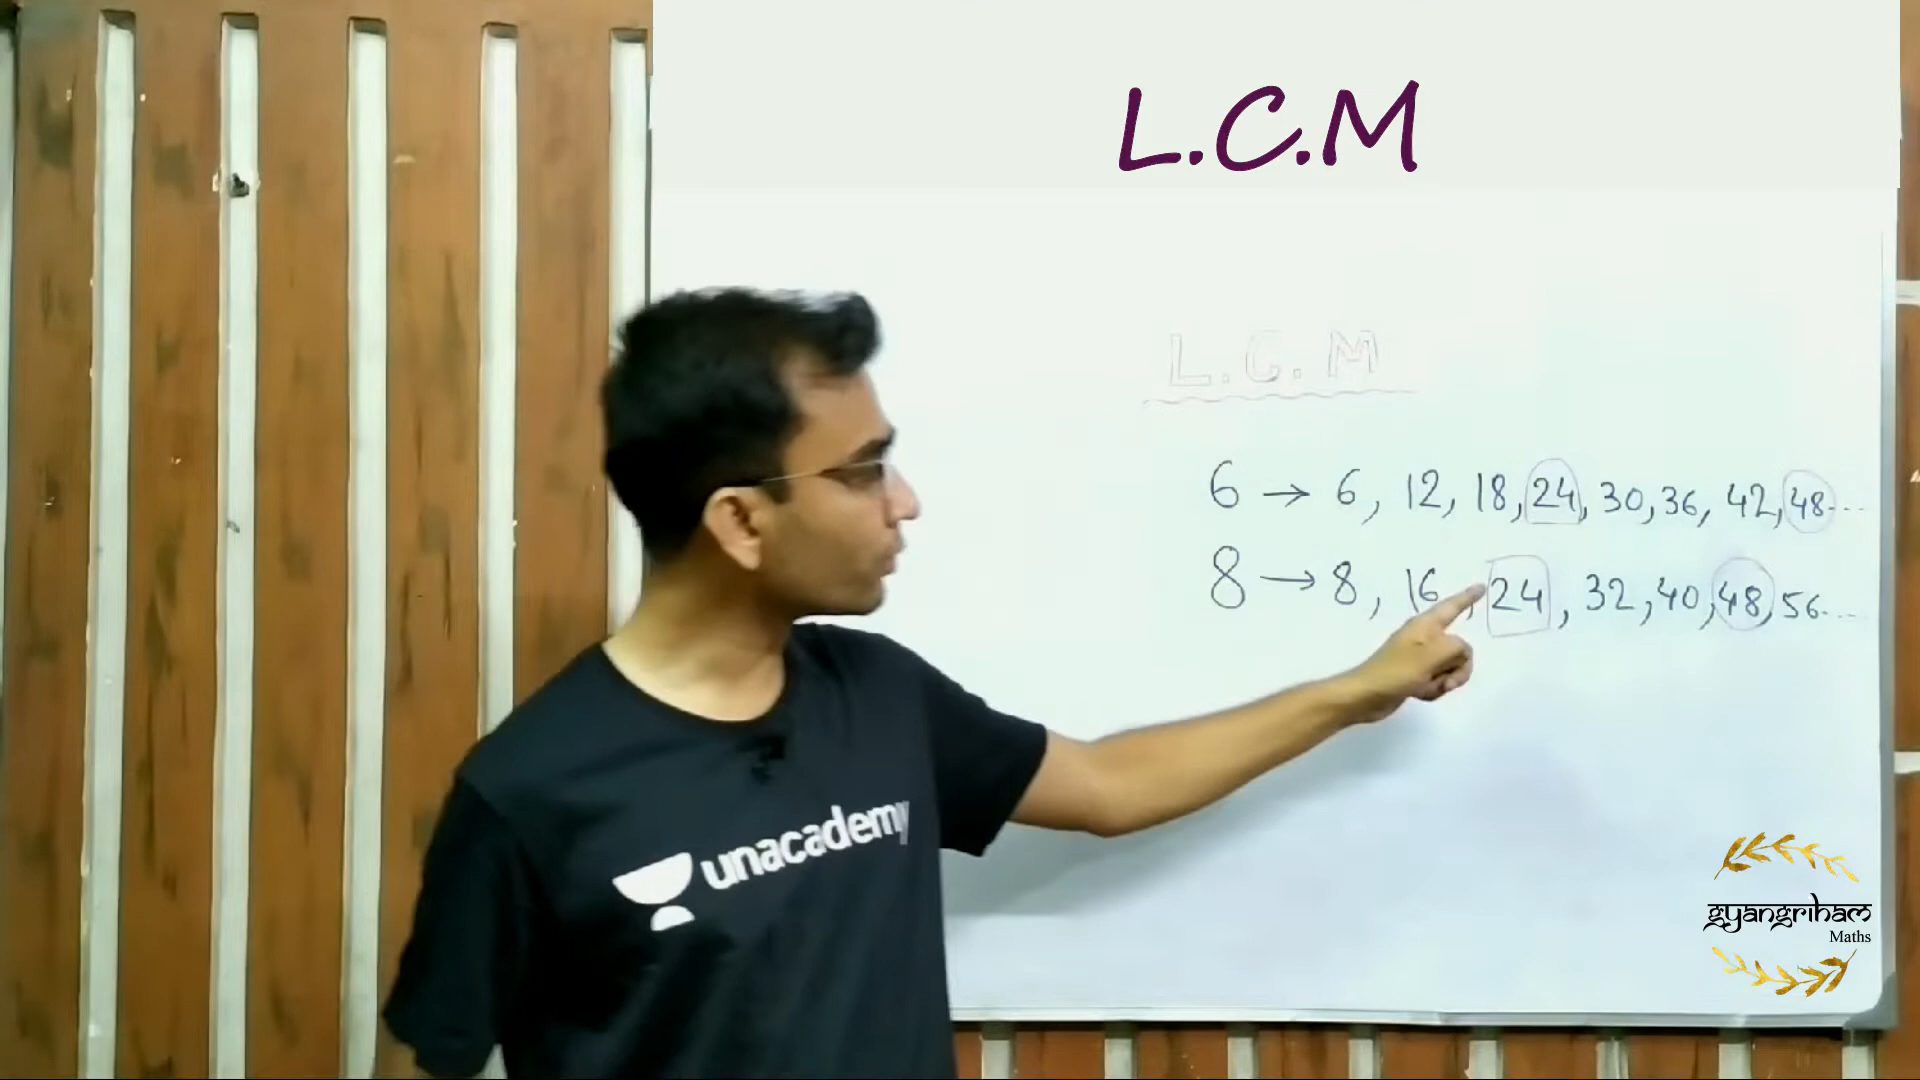 L.C.M
L.C.M
6 → 6, 12, 18, 24, 30, 36, 42, 48...
8 → 8, 16, 24, 32, 40, 48, 56...
unacademy
gyangriham
Maths